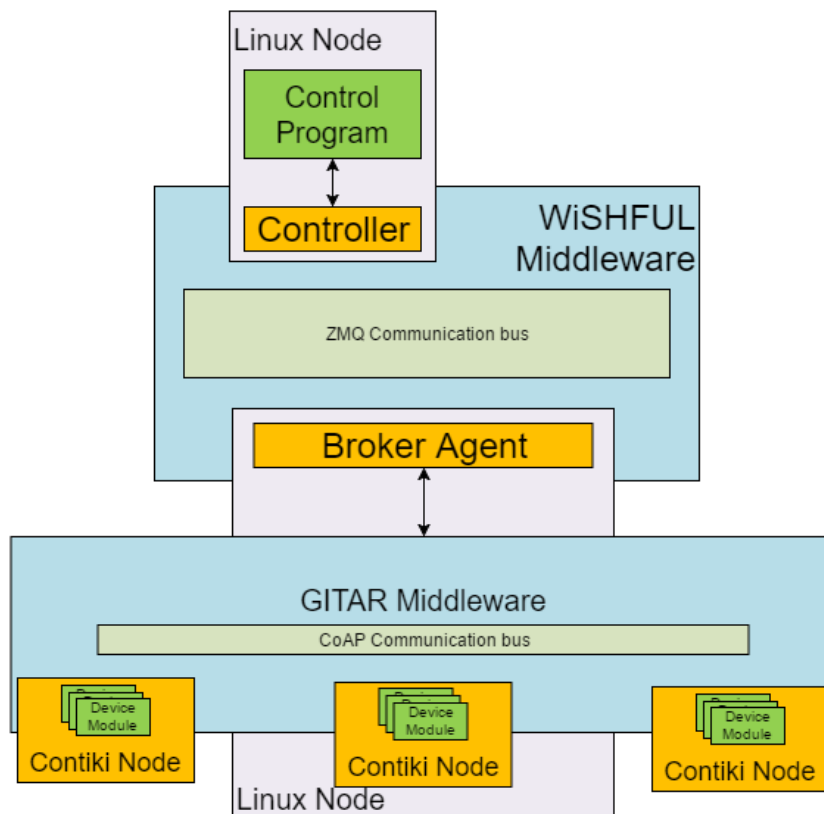 Linux Node
Control
Program
Controller
WiSHFUL
Middleware
ZMQ Communication bus
Broker Agent
GITAR Middleware
CoAP Communication bus
Device
Module
Contiki Node
Device
Module
Contiki Node
Device
Module
Contiki Node
Linux Node